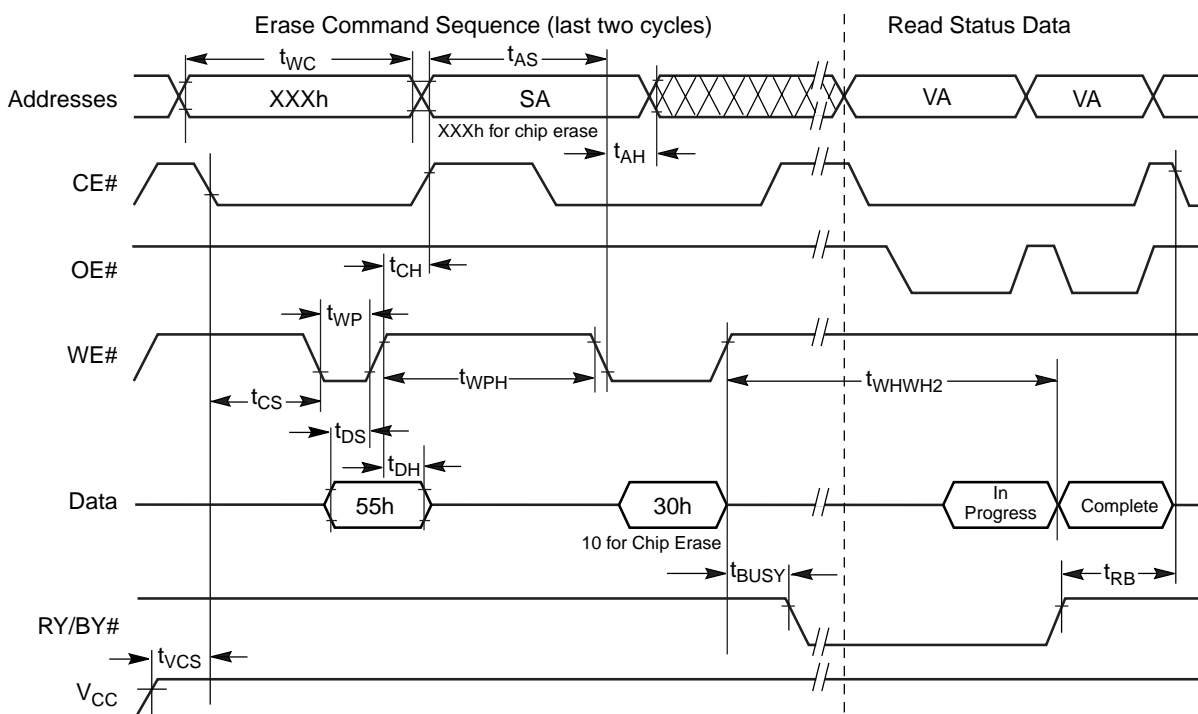 Erase Command Sequence (last two cycles) Read Status Data
tWC tAS
Addresses XXXh SA VA VA
XXXh for chip erase
tAH
CE#
OE#
tCH
tWP
WE#
tWPH tWHWH2
tCS
tDS
tDH
Data 55h 30h In Progress Complete
10 for Chip Erase
tBUSY tRB
RY/BY#
tVCS
VCC